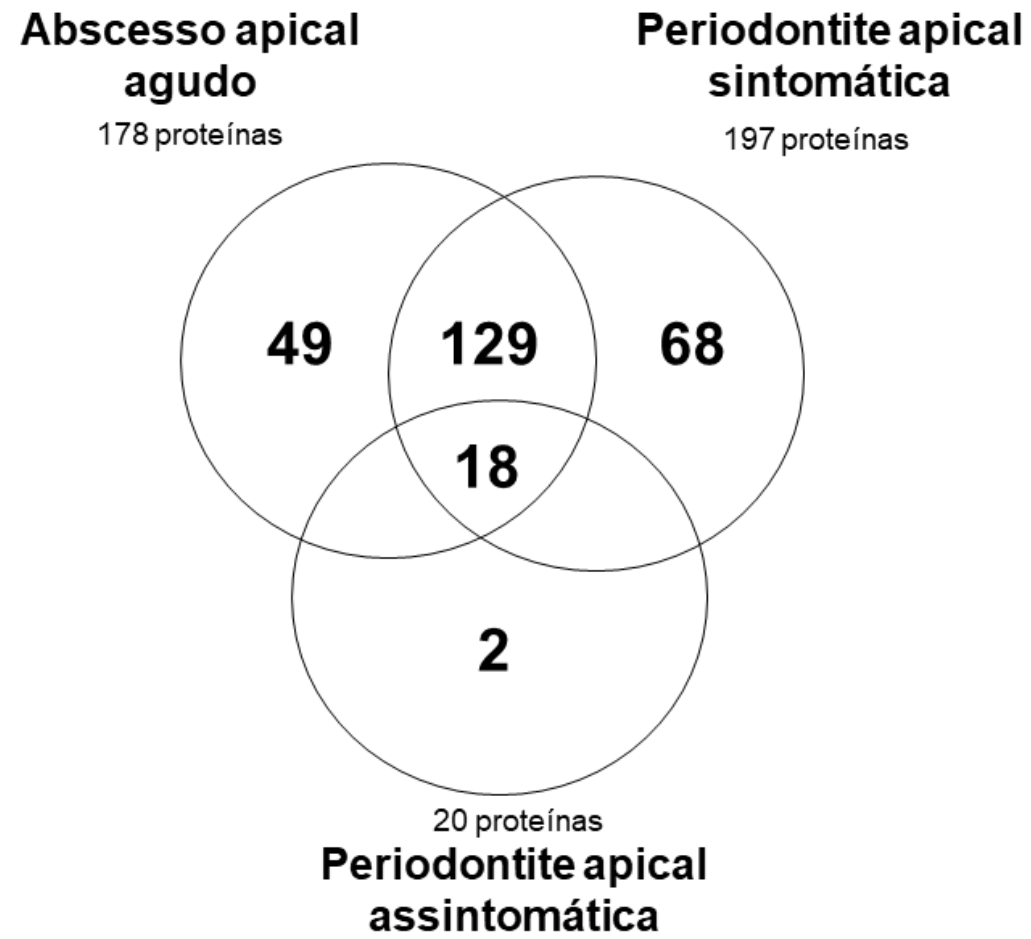 Abscesso apical
agudo
178 proteínas
Periodontite apical
sintomática
197 proteínas
49
129
68
18
2
20 proteínas
Periodontite apical
assintomática